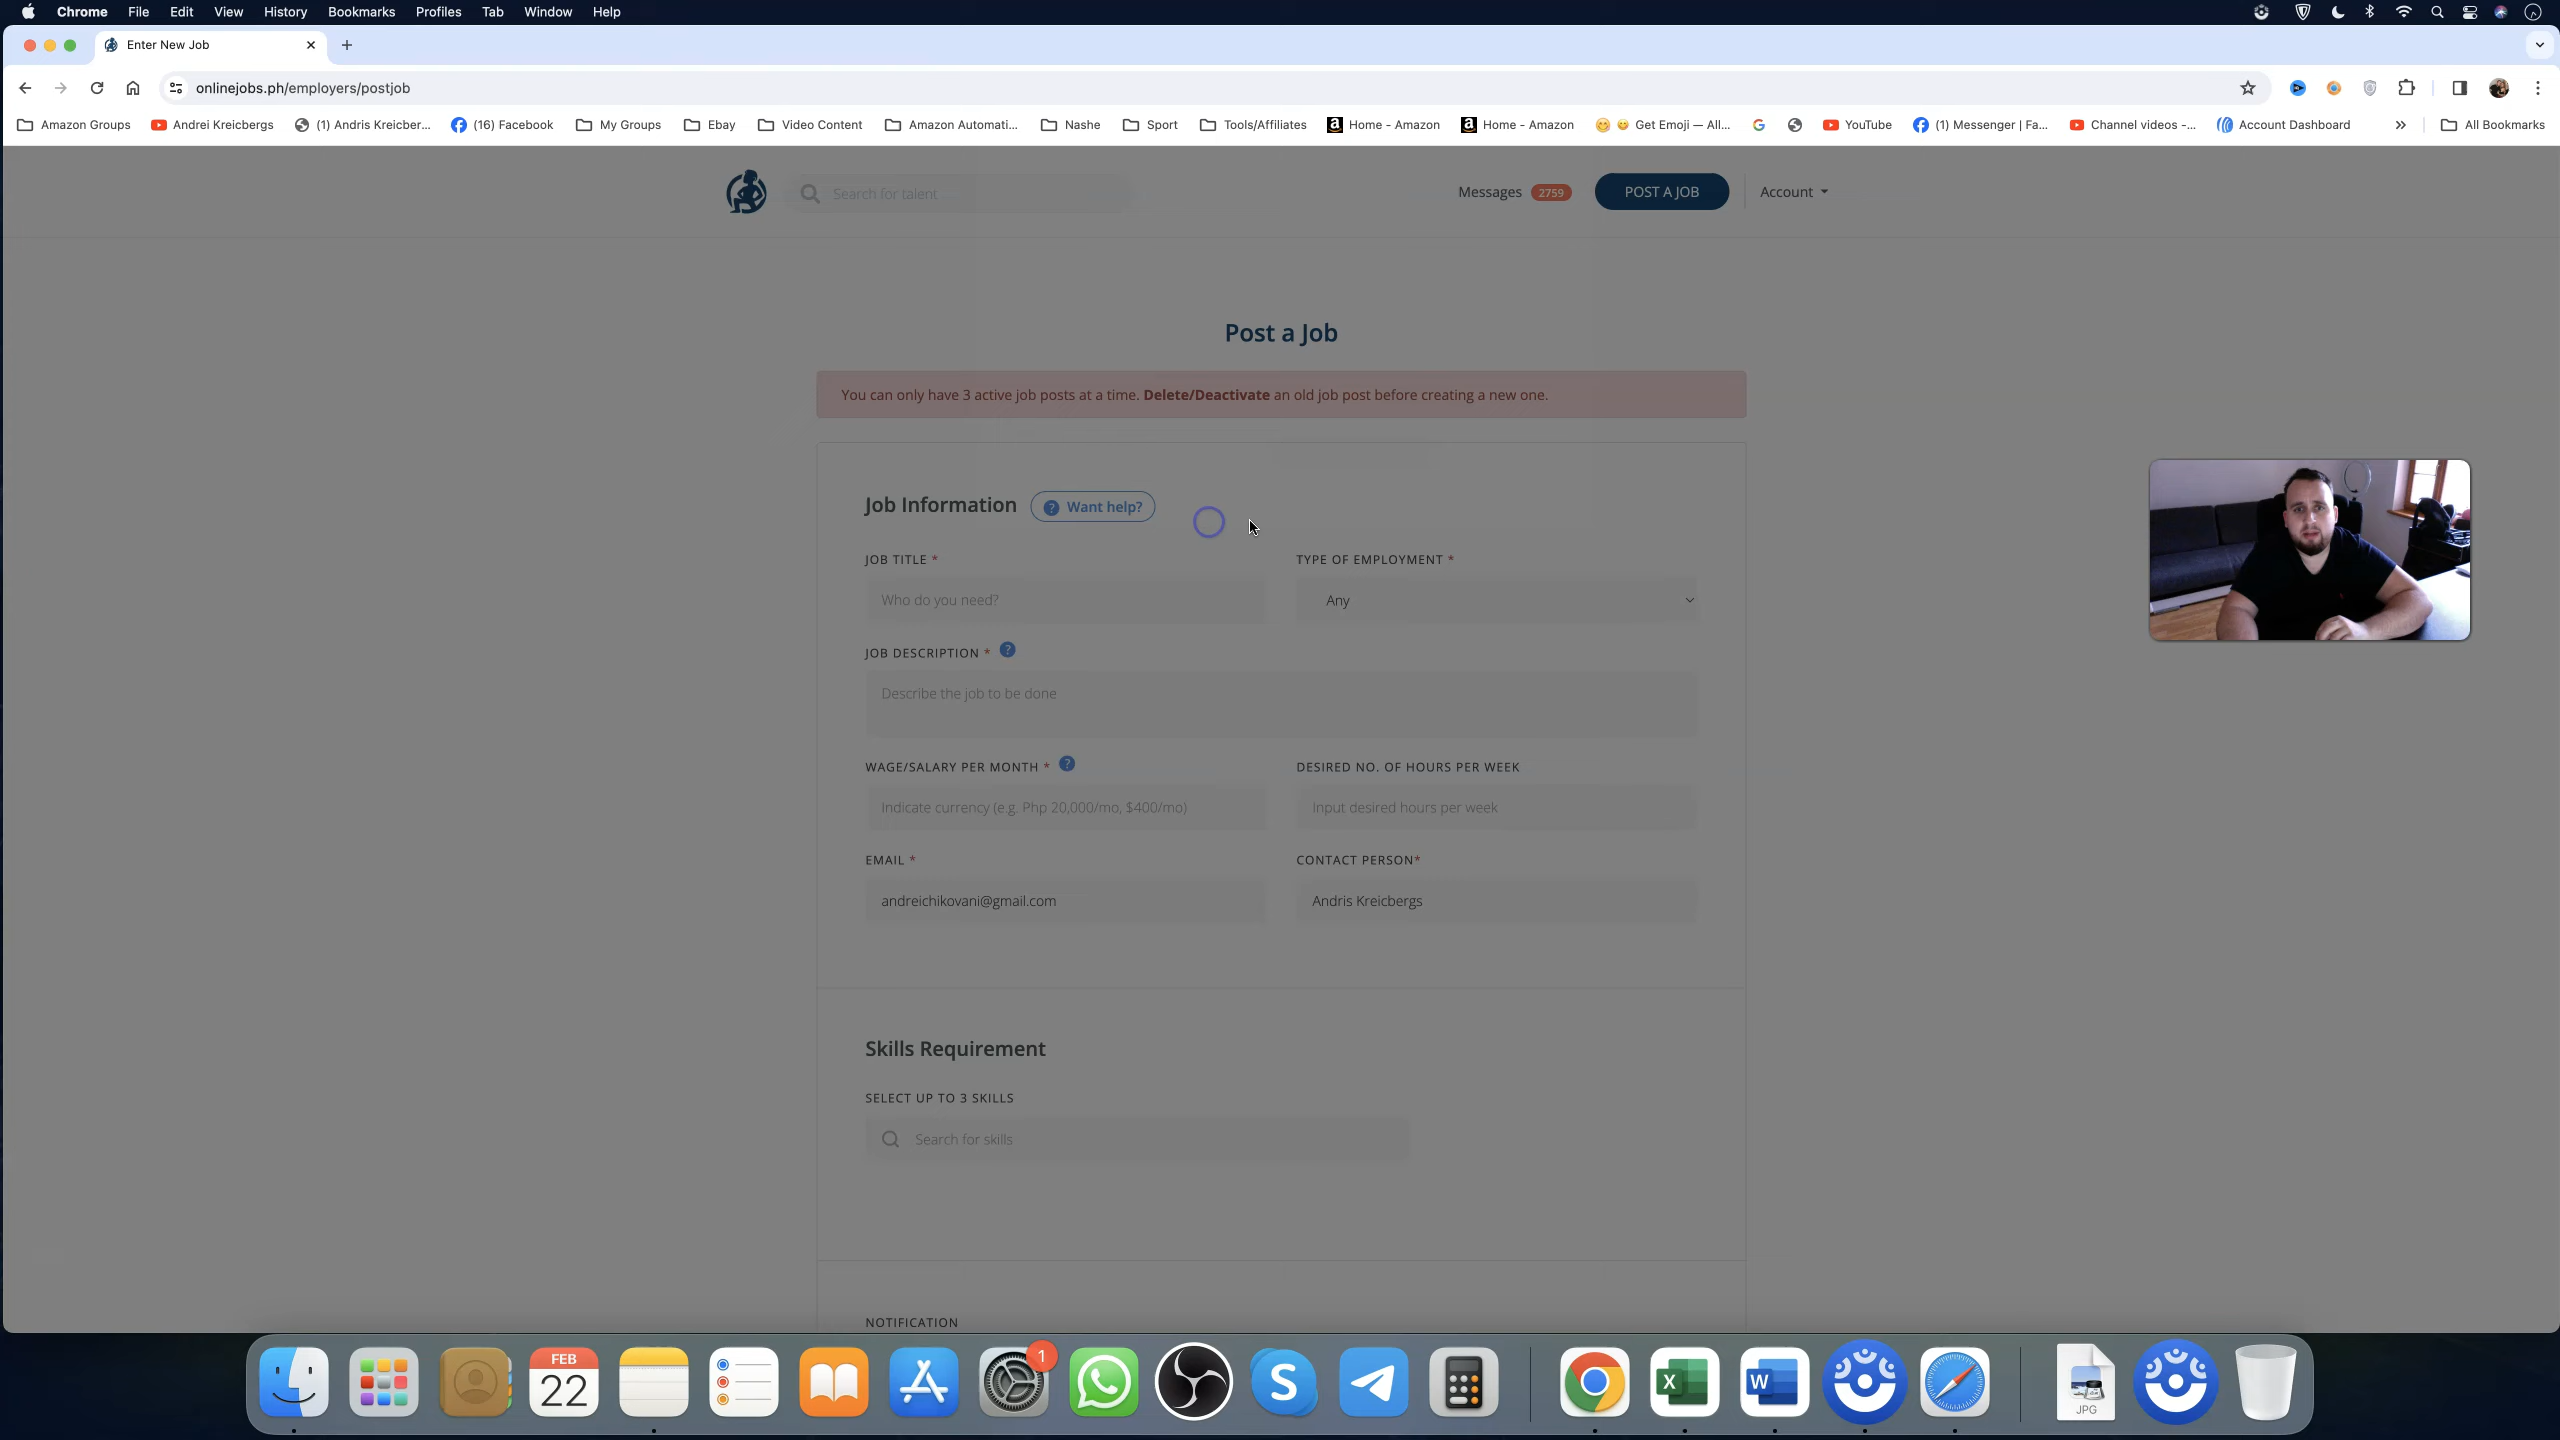 Chrome File Edit View History Bookmarks Profiles Tab Window Help
Enter New Job
onlinejobs.ph/employers/postjob
Amazon Groups Andrei Kreicbergs (1) Andris Kreicber... (16) Facebook My Groups Ebay Video Content Amazon Automati... Nashe Sport Tools/Affiliates Home - Amazon Home - Amazon Get Emoji — All... YouTube (1) Messenger | Fa... Channel videos -... Account Dashboard » All Bookmarks
Search for talent Messages 2759 POST A JOB Account
Post a Job
You can only have 3 active job posts at a time. Delete/Deactivate an old job post before creating a new one.
Job Information ? Want help?
JOB TITLE * TYPE OF EMPLOYMENT *
Who do you need? Any
JOB DESCRIPTION * ?
Describe the job to be done
WAGE/SALARY PER MONTH * ? DESIRED NO. OF HOURS PER WEEK
Indicate currency (e.g. Php 20,000/mo, $400/mo) Input desired hours per week
EMAIL * CONTACT PERSON*
andreichikovani@gmail.com Andris Kreicbergs
Skills Requirement
SELECT UP TO 3 SKILLS
Search for skills
NOTIFICATION
FEB
22
1
JPG